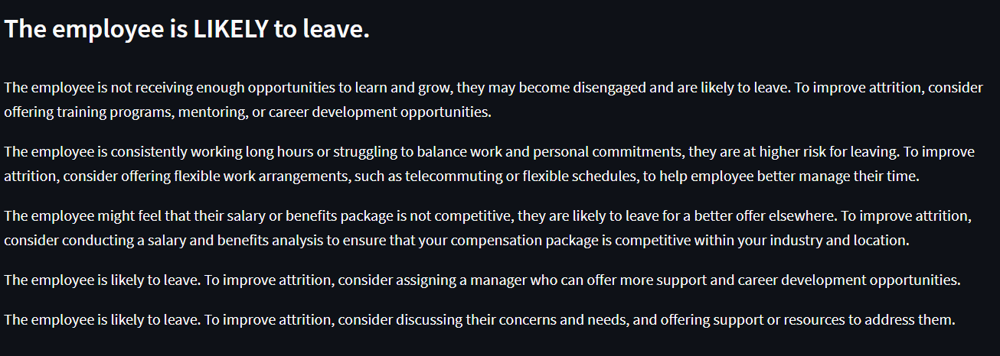 The employee is LIKELY to leave.
The employee is not receiving enough opportunities to learn and grow, they may become disengaged and are likely to leave. To improve attrition, consider
offering training programs, mentoring, or career development opportunities.
The employee is consistently working long hours or struggling to balance work and personal commitments, they are at higher risk for leaving. To improve
attrition, consider offering flexible work arrangements, such as telecommuting or flexible schedules, to help employee better manage their time.
The employee might feel that their salary or benefits package is not competitive, they are likely to leave for a better offer elsewhere. To improve attrition,
consider conducting a salary and benefits analysis to ensure that your compensation package is competitive within your industry and location.
The employee is likely to leave. To improve attrition, consider assigning a manager who can offer more support and career development opportunities.
The employee is likely to leave. To improve attrition, consider discussing their concerns and needs, and offering support or resources to address them.